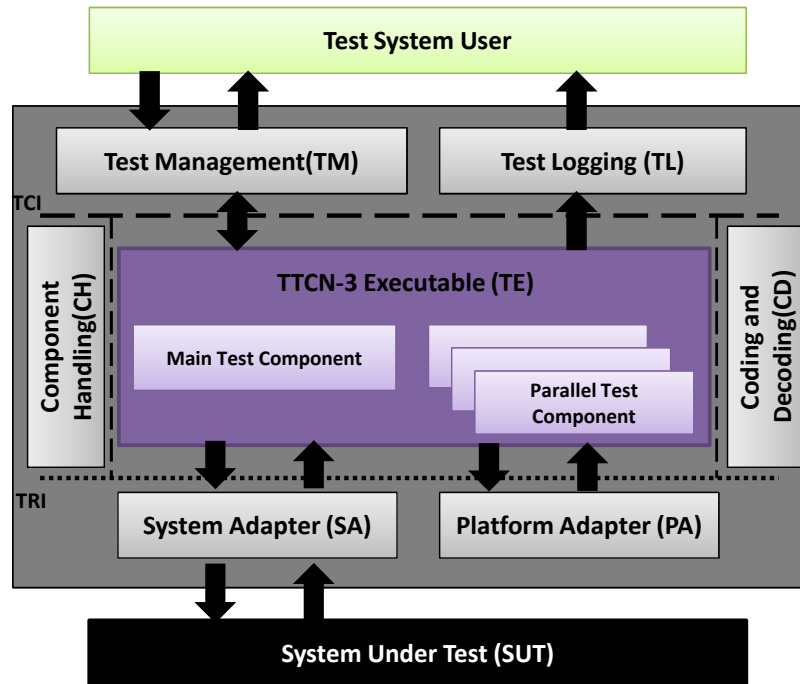 Test System User
Test Management(TM)
Test Logging (TL)
TCI
Component
Handling(CH)
TTCN-3 Executable (TE)
Main Test Component
Parallel Test
Component
Coding and
Decoding(CD)
TRI
System Adapter (SA)
Platform Adapter (PA)
System Under Test (SUT)